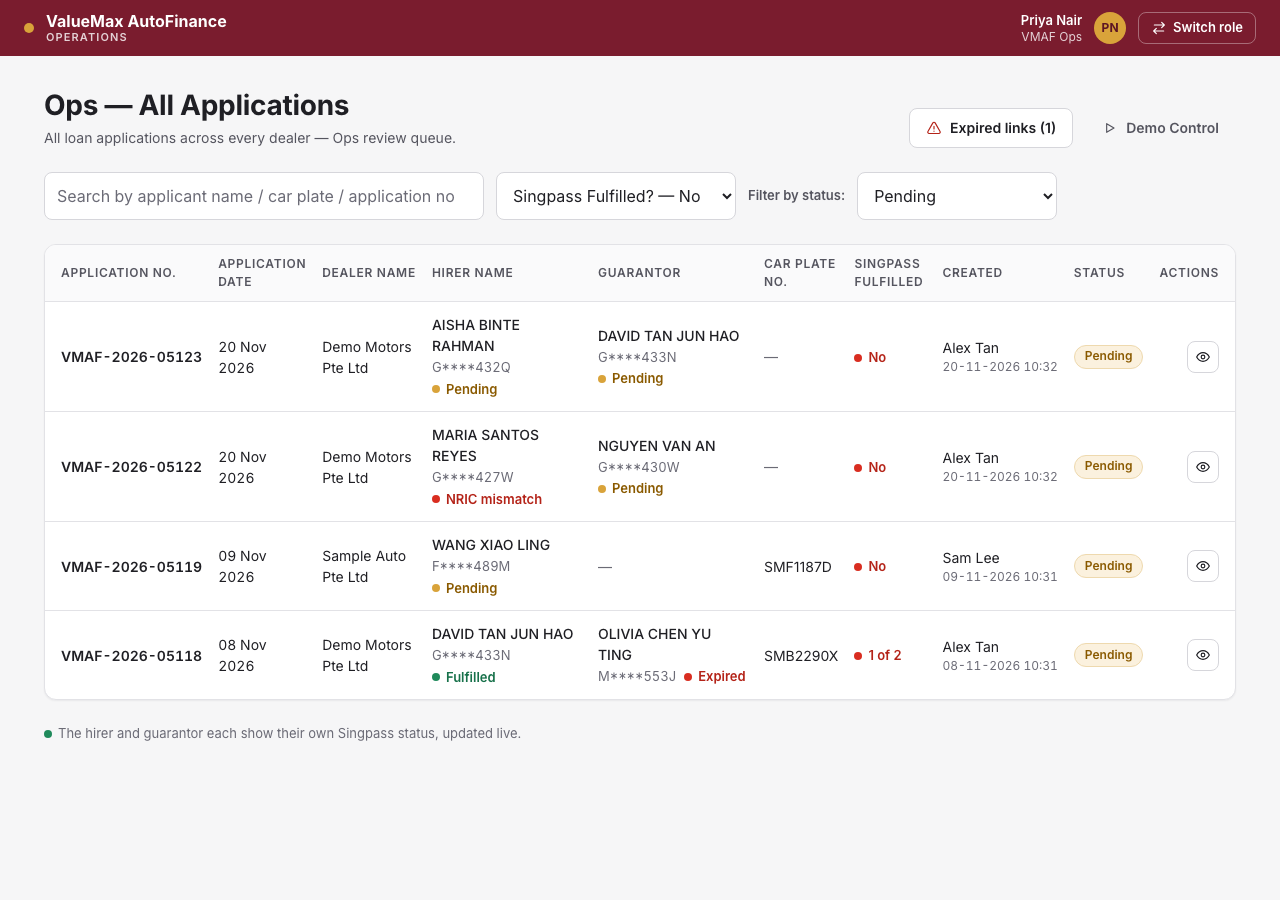 ValueMax AutoFinance
OPERATIONS
Priya Nair
VMAF Ops
PN
Switch role
Ops — All Applications
All loan applications across every dealer — Ops review queue.
Expired links (1)
Demo Control
Search by applicant name / car plate / application no
Singpass Fulfilled? — No
Filter by status:
Pending
APPLICATION NO.
APPLICATION
DATE
DEALER NAME
HIRER NAME
GUARANTOR
CAR PLATE
NO.
SINGPASS
FULFILLED
CREATED
STATUS
ACTIONS
VMAF-2026-05123
20 Nov
2026
Demo Motors
Pte Ltd
AISHA BINTE
RAHMAN
G****432Q
Pending
DAVID TAN JUN HAO
G****433N
Pending
—
No
Alex Tan
20-11-2026 10:32
Pending
VMAF-2026-05122
20 Nov
2026
Demo Motors
Pte Ltd
MARIA SANTOS
REYES
G****427W
NRIC mismatch
NGUYEN VAN AN
G****430W
Pending
—
No
Alex Tan
20-11-2026 10:32
Pending
VMAF-2026-05119
09 Nov
2026
Sample Auto
Pte Ltd
WANG XIAO LING
F****489M
Pending
—
SMF1187D
No
Sam Lee
09-11-2026 10:31
Pending
VMAF-2026-05118
08 Nov
2026
Demo Motors
Pte Ltd
DAVID TAN JUN HAO
G****433N
Fulfilled
OLIVIA CHEN YU
TING
M****553J Expired
SMB2290X
1 of 2
Alex Tan
08-11-2026 10:31
Pending
The hirer and guarantor each show their own Singpass status, updated live.